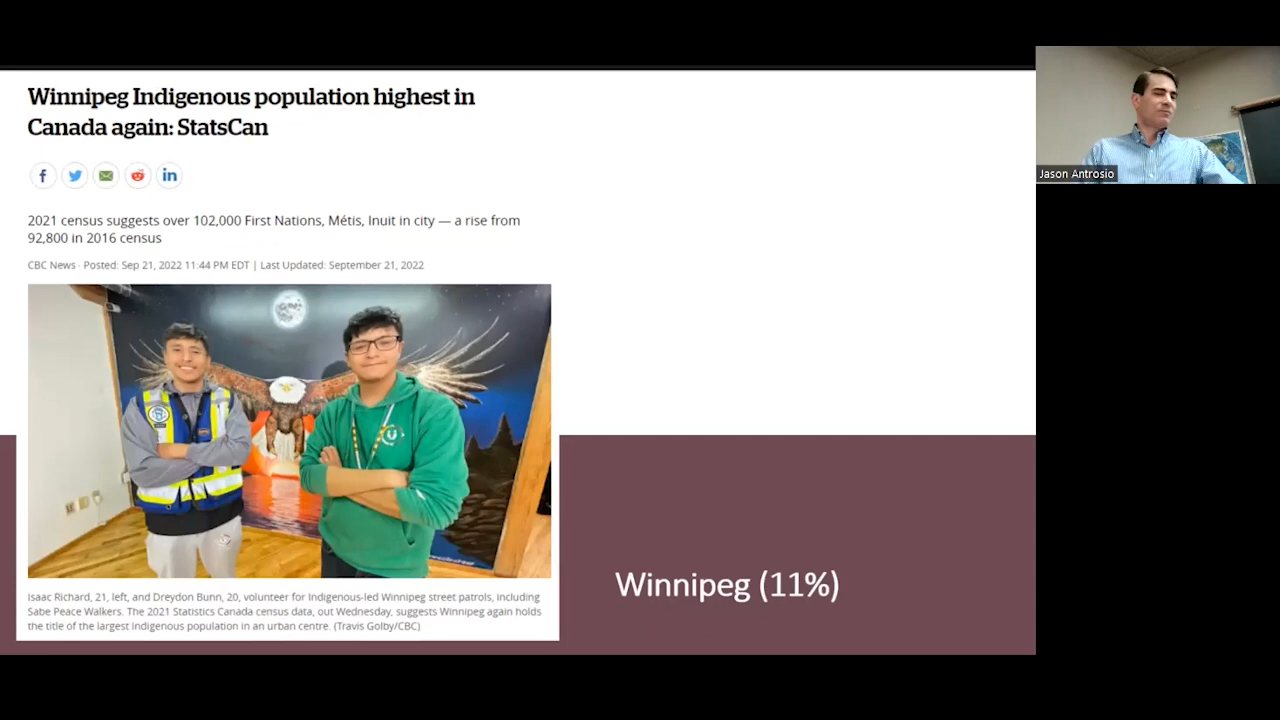 Winnipeg Indigenous population highest in
Canada again: StatsCan
2021 census suggests over 102,000 First Nations, Métis, Inuit in city — a rise from
92,800 in 2016 census
CBC News · Posted: Sep 21, 2022 11:44 PM EDT | Last Updated: September 21, 2022
Isaac Richard, 21, left, and Dreydon Bunn, 20, volunteer for Indigenous-led Winnipeg street patrols, including
Sabe Peace Walkers. The 2021 Statistics Canada census data, out Wednesday, suggests Winnipeg again holds
the title of the largest Indigenous population in an urban centre. (Travis Golby/CBC)
Winnipeg (11%)
Jason Antrosio